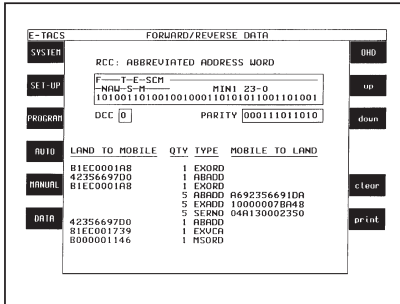 E-TACS FORWARD/REVERSE DATA
SYSTEM OHD
RCC: ABBREVIATED ADDRESS WORD
SET-UP up
F——T—E—SCM
—NAW—S—M—— MIN1 23-0
101001101001001000110101011001101001
PROGRAM DCC 0 PARITY 000111011010 down
AUTO
LAND TO MOBILE QTY TYPE MOBILE TO LAND
B1EC0001A8 1 EXORD
42356697D0 1 ABADD
MANUAL B1EC0001A8 1 EXORD clear
5 ABADD A692356691DA
5 EXADD 10000007BA48
5 SERNO 04A130002350
DATA 42356697D0 1 ABADD print
81EC001739 1 EXVCA
B000001146 1 MSORD